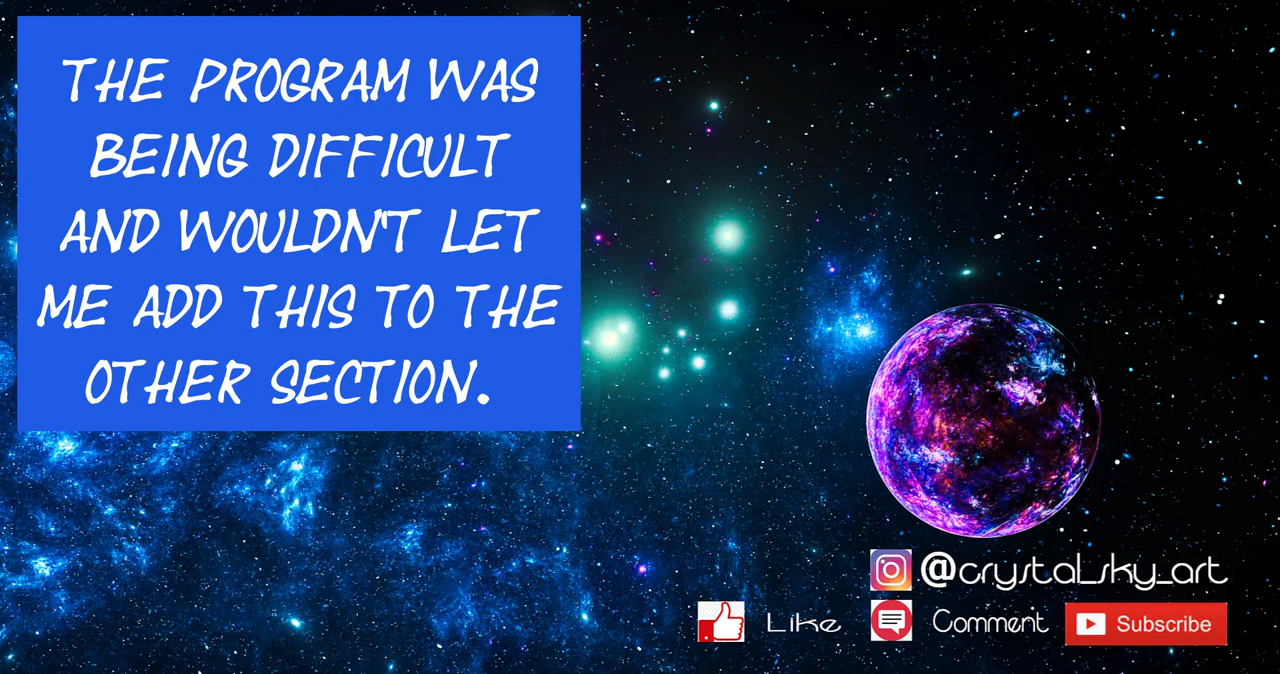 THE PROGRAM WAS
BEING DIFFICULT
AND WOULDN'T LET
ME ADD THIS TO THE
OTHER SECTION.
@crystal_sky_art
Like
Comment
Subscribe